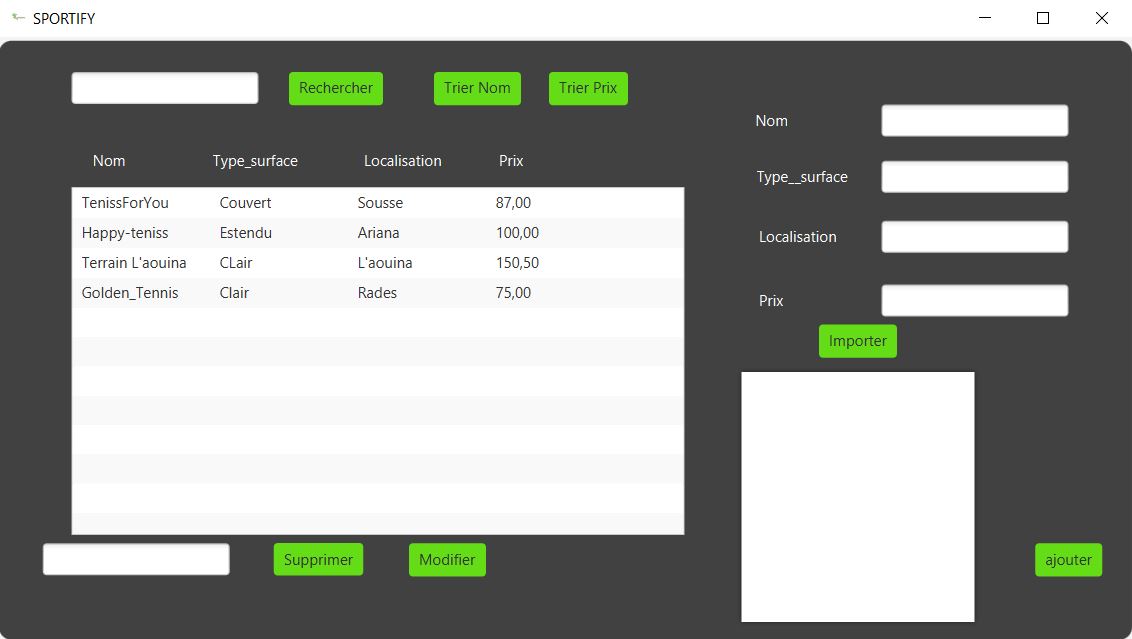 SPORTIFY
Rechercher Trier Nom Trier Prix
Nom Type_surface Localisation Prix
TenissForYou Couvert Sousse 87,00
Happy-teniss Estendu Ariana 100,00
Terrain L'aouina CLair L'aouina 150,50
Golden_Tennis Clair Rades 75,00
Supprimer Modifier
Nom
Type__surface
Localisation
Prix
Importer
ajouter